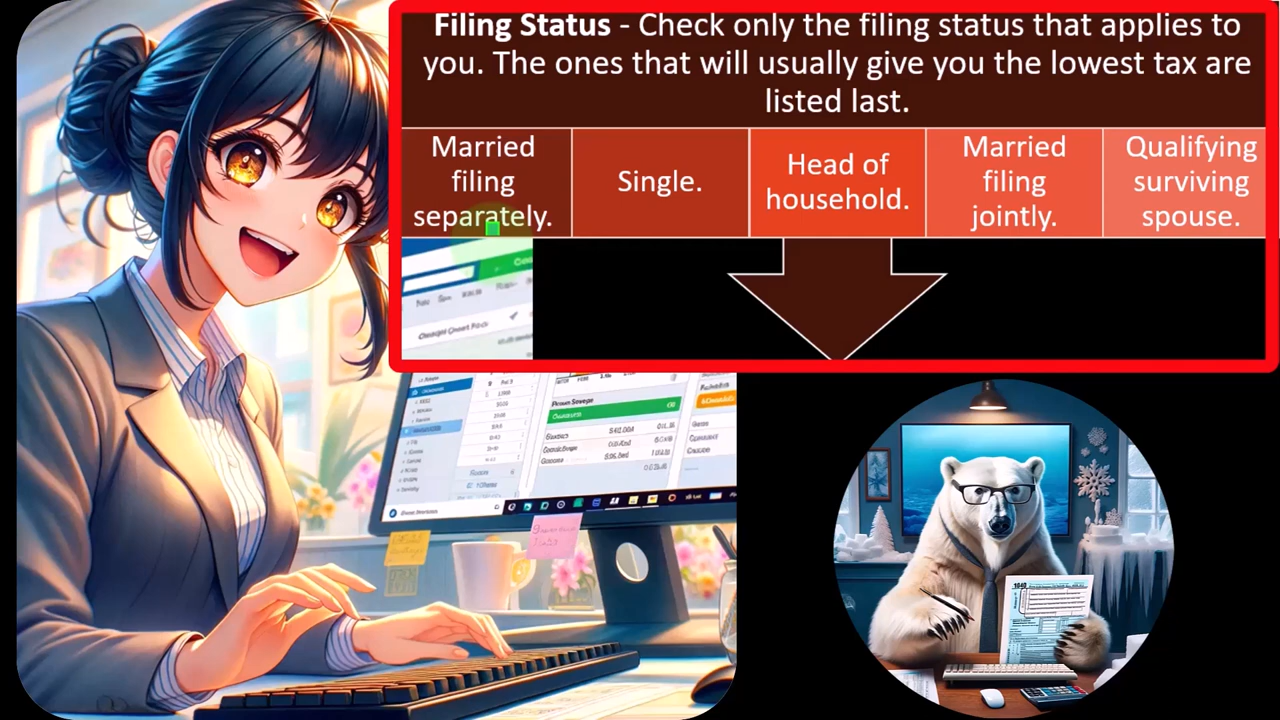 Filing Status - Check only the filing status that applies to
you. The ones that will usually give you the lowest tax are
listed last.
Married
filing
separately.
Single.
Head of
household.
Married
filing
jointly.
Qualifying
surviving
spouse.
1040